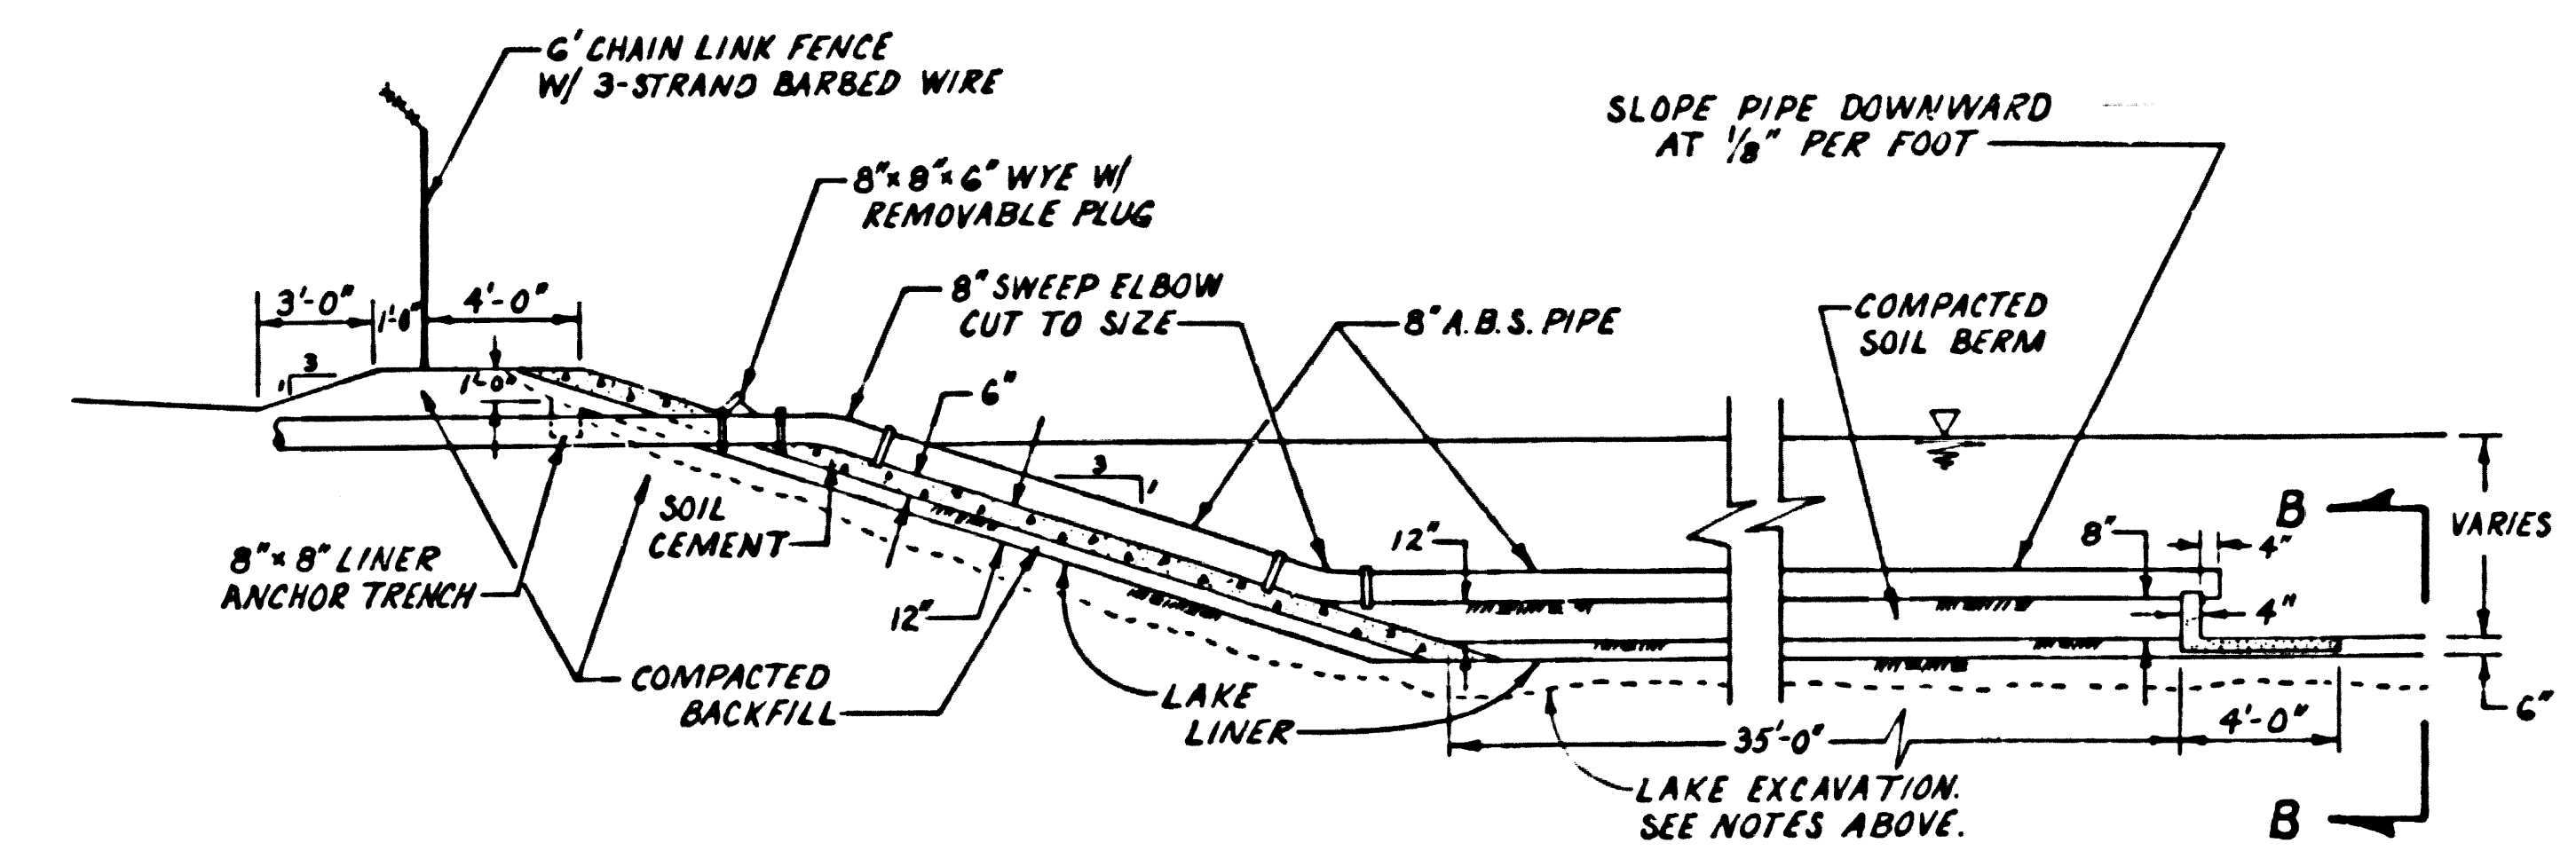 6' CHAIN LINK FENCE
W/ 3-STRAND BARBED WIRE
SLOPE PIPE DOWNWARD
AT 1/8" PER FOOT
8"x8"x6" WYE W/
REMOVABLE PLUG
3'-0"
1'-0"
4'-0"
8" SWEEP ELBOW
CUT TO SIZE
8" A.B.S. PIPE
COMPACTED
SOIL BERM
3
1
1'-0"
6"
3
1
SOIL
CEMENT
12"
8"
4"
B
VARIES
8"x8" LINER
ANCHOR TRENCH
12"
4"
COMPACTED
BACKFILL
LAKE
LINER
35'-0"
4'-0"
6"
LAKE EXCAVATION.
SEE NOTES ABOVE.
B